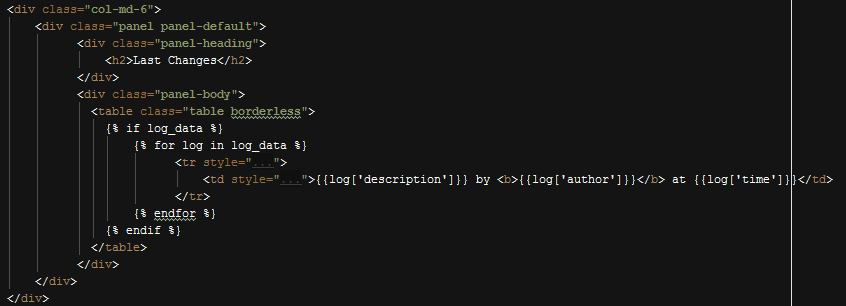 <div class="col-md-6">
<div class="panel panel-default">
<div class="panel-heading">
<h2>Last Changes</h2>
</div>
<div class="panel-body">
<table class="table borderless">
{% if log_data %}
{% for log in log_data %}
<tr style="...">
<td style="...">{{log['description']}} by <b>{{log['author']}}</b> at {{log['time']}}</td>
</tr>
{% endfor %}
{% endif %}
</table>
</div>
</div>
</div>